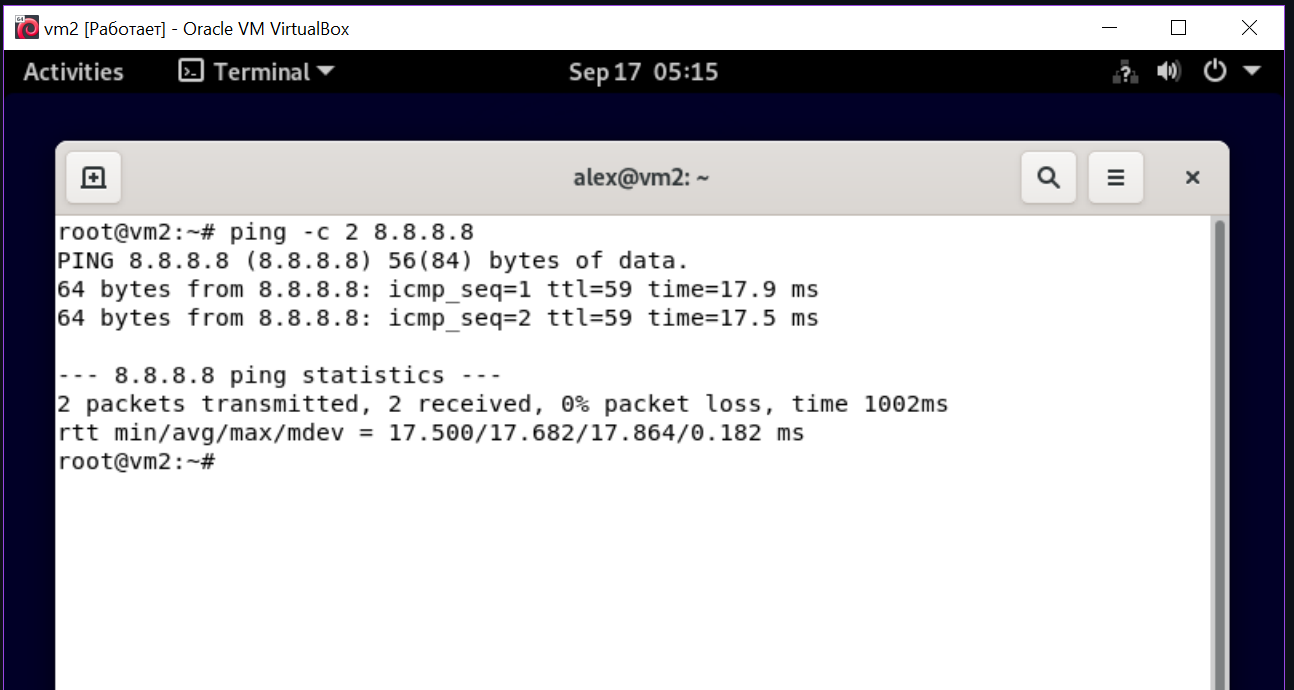 vm2 [Работает] - Oracle VM VirtualBox
Activities Terminal Sep 17 05:15
alex@vm2: ~
root@vm2:~# ping -c 2 8.8.8.8
PING 8.8.8.8 (8.8.8.8) 56(84) bytes of data.
64 bytes from 8.8.8.8: icmp_seq=1 ttl=59 time=17.9 ms
64 bytes from 8.8.8.8: icmp_seq=2 ttl=59 time=17.5 ms
--- 8.8.8.8 ping statistics ---
2 packets transmitted, 2 received, 0% packet loss, time 1002ms
rtt min/avg/max/mdev = 17.500/17.682/17.864/0.182 ms
root@vm2:~#